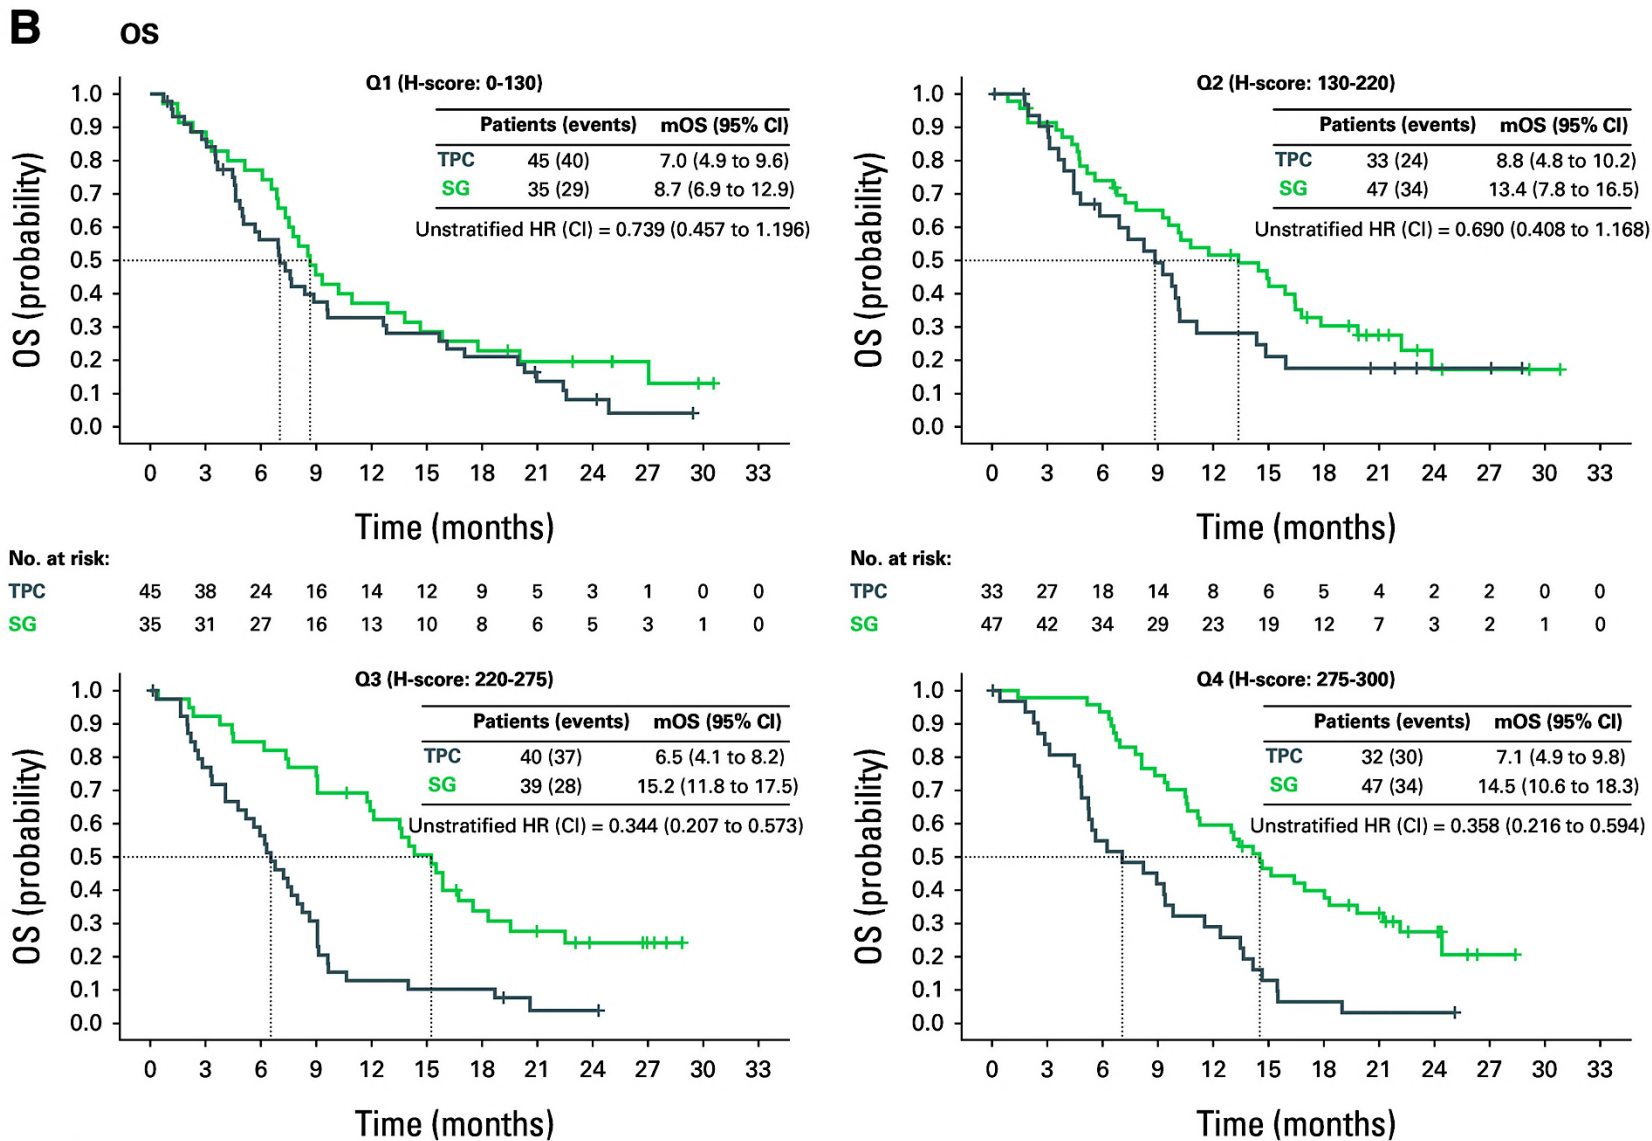 B OS
Q1 (H-score: 0-130)
Patients (events) mOS (95% CI)
TPC 45 (40) 7.0 (4.9 to 9.6)
SG 35 (29) 8.7 (6.9 to 12.9)
Unstratified HR (CI) = 0.739 (0.457 to 1.196)
OS (probability)
1.0
0.9
0.8
0.7
0.6
0.5
0.4
0.3
0.2
0.1
0.0
0 3 6 9 12 15 18 21 24 27 30 33
Time (months)
No. at risk:
TPC 45 38 24 16 14 12 9 5 3 1 0 0
SG 35 31 27 16 13 10 8 6 5 3 1 0
Q2 (H-score: 130-220)
Patients (events) mOS (95% CI)
TPC 33 (24) 8.8 (4.8 to 10.2)
SG 47 (34) 13.4 (7.8 to 16.5)
Unstratified HR (CI) = 0.690 (0.408 to 1.168)
OS (probability)
1.0
0.9
0.8
0.7
0.6
0.5
0.4
0.3
0.2
0.1
0.0
0 3 6 9 12 15 18 21 24 27 30 33
Time (months)
No. at risk:
TPC 33 27 18 14 8 6 5 4 2 2 0 0
SG 47 42 34 29 23 19 12 7 3 2 1 0
Q3 (H-score: 220-275)
Patients (events) mOS (95% CI)
TPC 40 (37) 6.5 (4.1 to 8.2)
SG 39 (28) 15.2 (11.8 to 17.5)
Unstratified HR (CI) = 0.344 (0.207 to 0.573)
OS (probability)
1.0
0.9
0.8
0.7
0.6
0.5
0.4
0.3
0.2
0.1
0.0
0 3 6 9 12 15 18 21 24 27 30 33
Time (months)
Q4 (H-score: 275-300)
Patients (events) mOS (95% CI)
TPC 32 (30) 7.1 (4.9 to 9.8)
SG 47 (34) 14.5 (10.6 to 18.3)
Unstratified HR (CI) = 0.358 (0.216 to 0.594)
OS (probability)
1.0
0.9
0.8
0.7
0.6
0.5
0.4
0.3
0.2
0.1
0.0
0 3 6 9 12 15 18 21 24 27 30 33
Time (months)